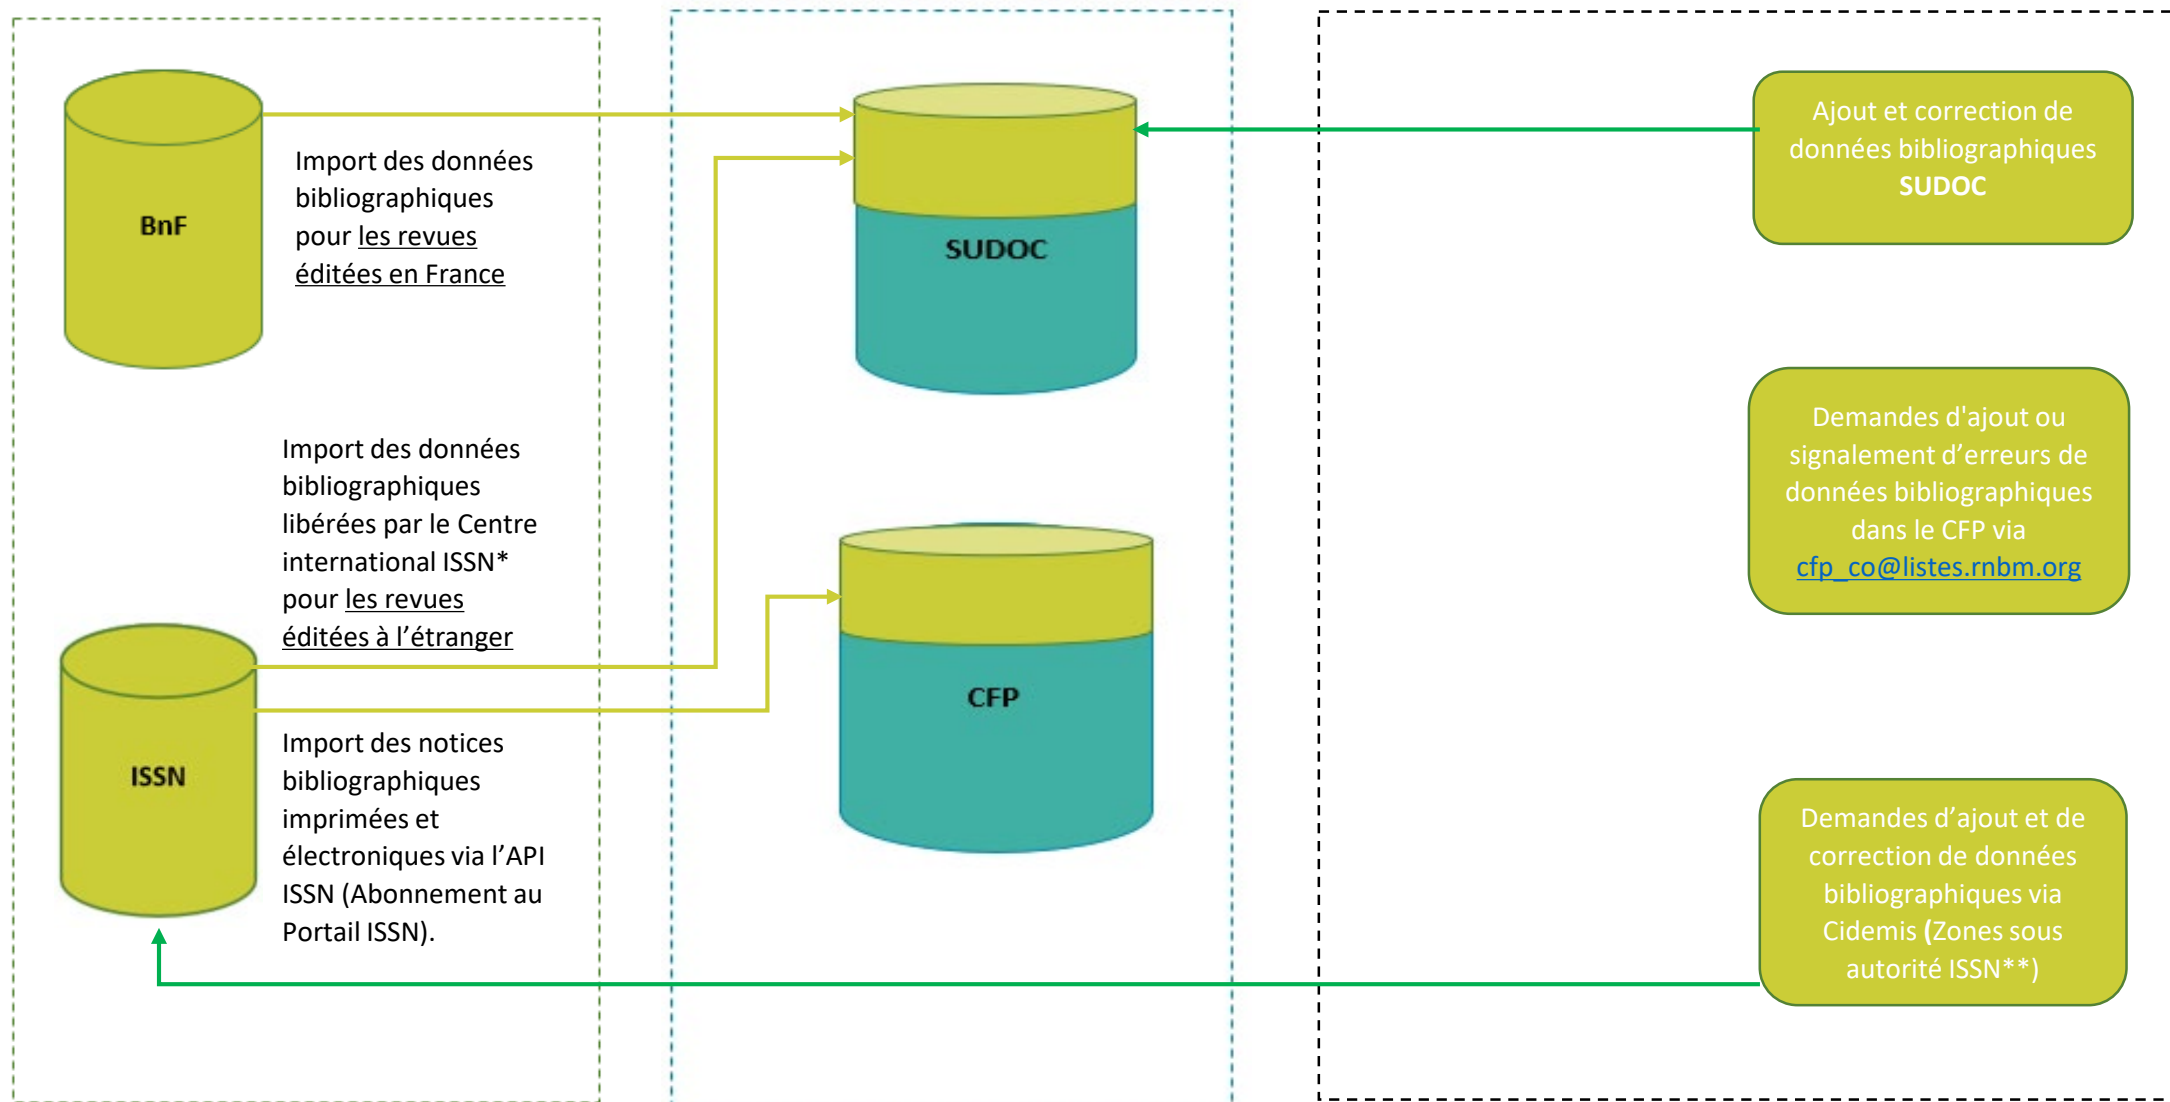 BnF
Import des données
bibliographiques
pour les revues
éditées en France
Import des données
bibliographiques
libérées par le Centre
international ISSN*
pour les revues
éditées à l’étranger
ISSN
Import des notices
bibliographiques
imprimées et
électroniques via l’API
ISSN (Abonnement au
Portail ISSN).
SUDOC
CFP
Ajout et correction de
données bibliographiques
SUDOC
Demandes d'ajout ou
signalement d’erreurs de
données bibliographiques
dans le CFP via
cfp_co@listes.rnbm.org
Demandes d’ajout et de
correction de données
bibliographiques via
Cidemis (Zones sous
autorité ISSN**)